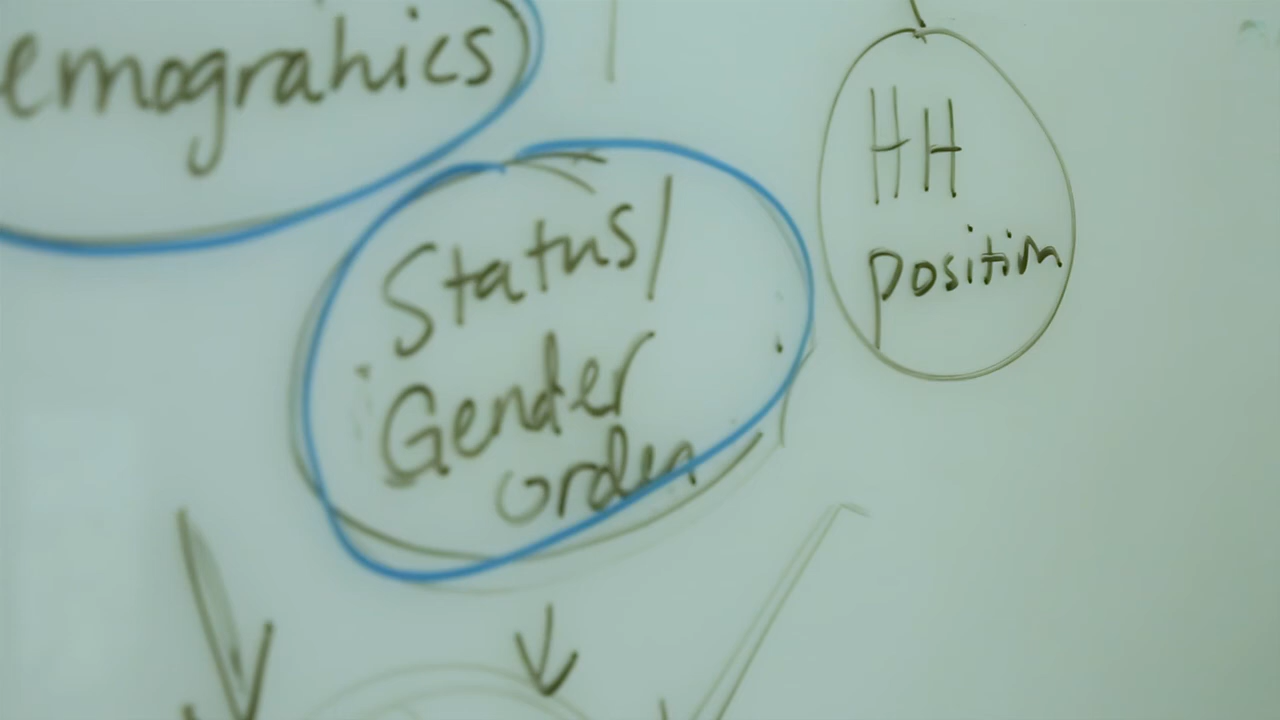 emograhics
Status/
Gender
order
HH
position